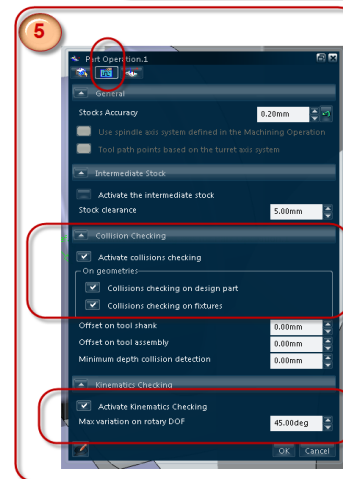 5
Part Operation.1
General
Stocks Accuracy 0.20mm
Use spindle axis system defined in the Machining Operation
Tool path points based on the turret axis system
Intermediate Stock
Activate the intermediate stock
Stock clearance 5.00mm
Collision Checking
Activate collisions checking
On geometries
Collisions checking on design part
Collisions checking on fixtures
Offset on tool shank 0.00mm
Offset on tool assembly 0.00mm
Minimum depth collision detection 0.00mm
Kinematics Checking
Activate Kinematics Checking
Max variation on rotary DOF 45.00deg
OK Cancel